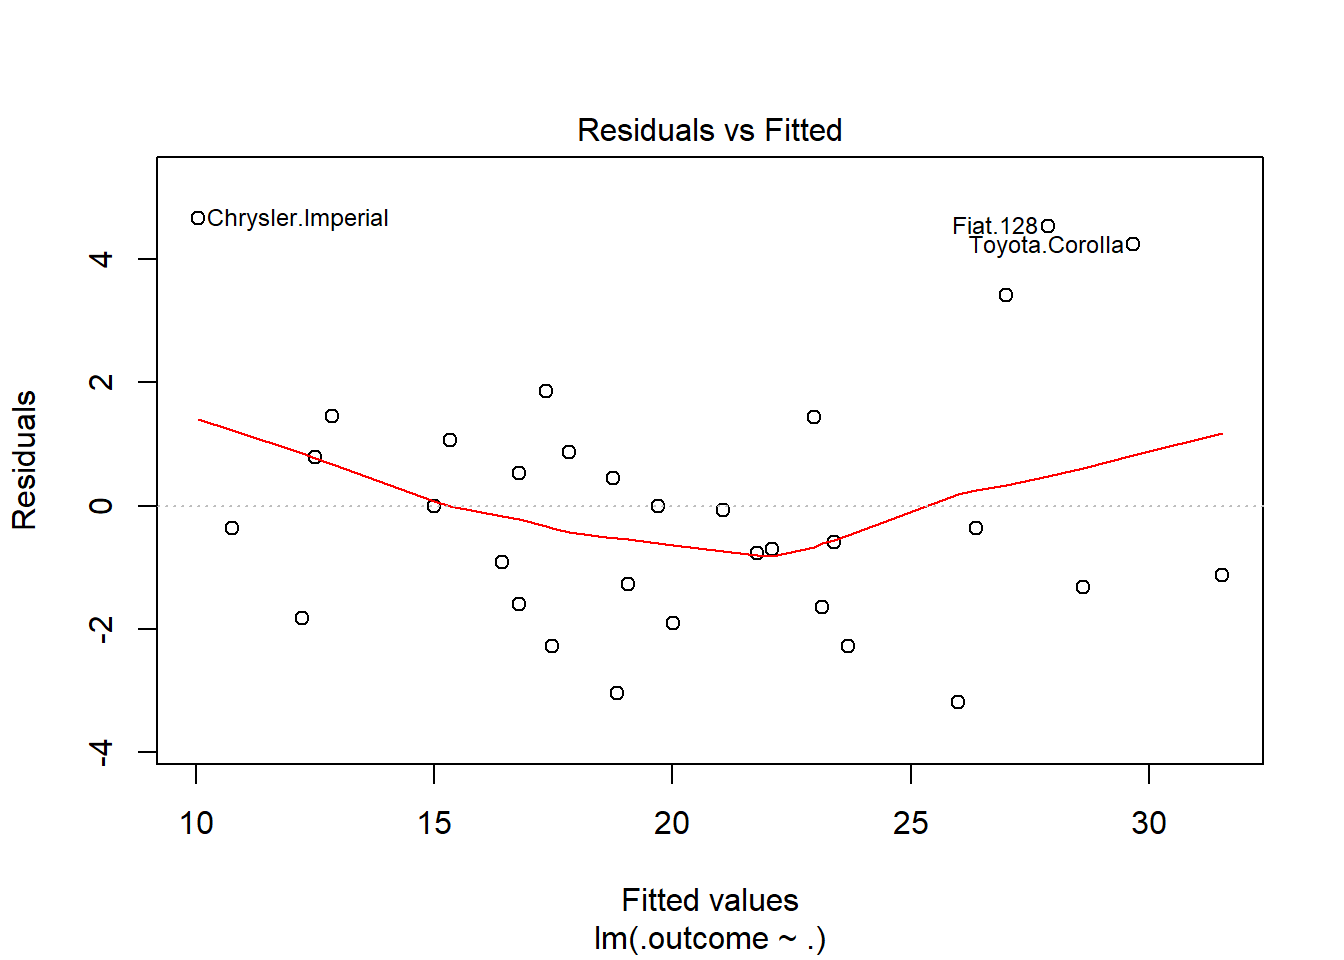 Residuals vs Fitted
Chrysler.Imperial
Fiat.128
Toyota.Corolla
Residuals
4
2
0
-2
-4
10 15 20 25 30
Fitted values
lm(.outcome ~ .)